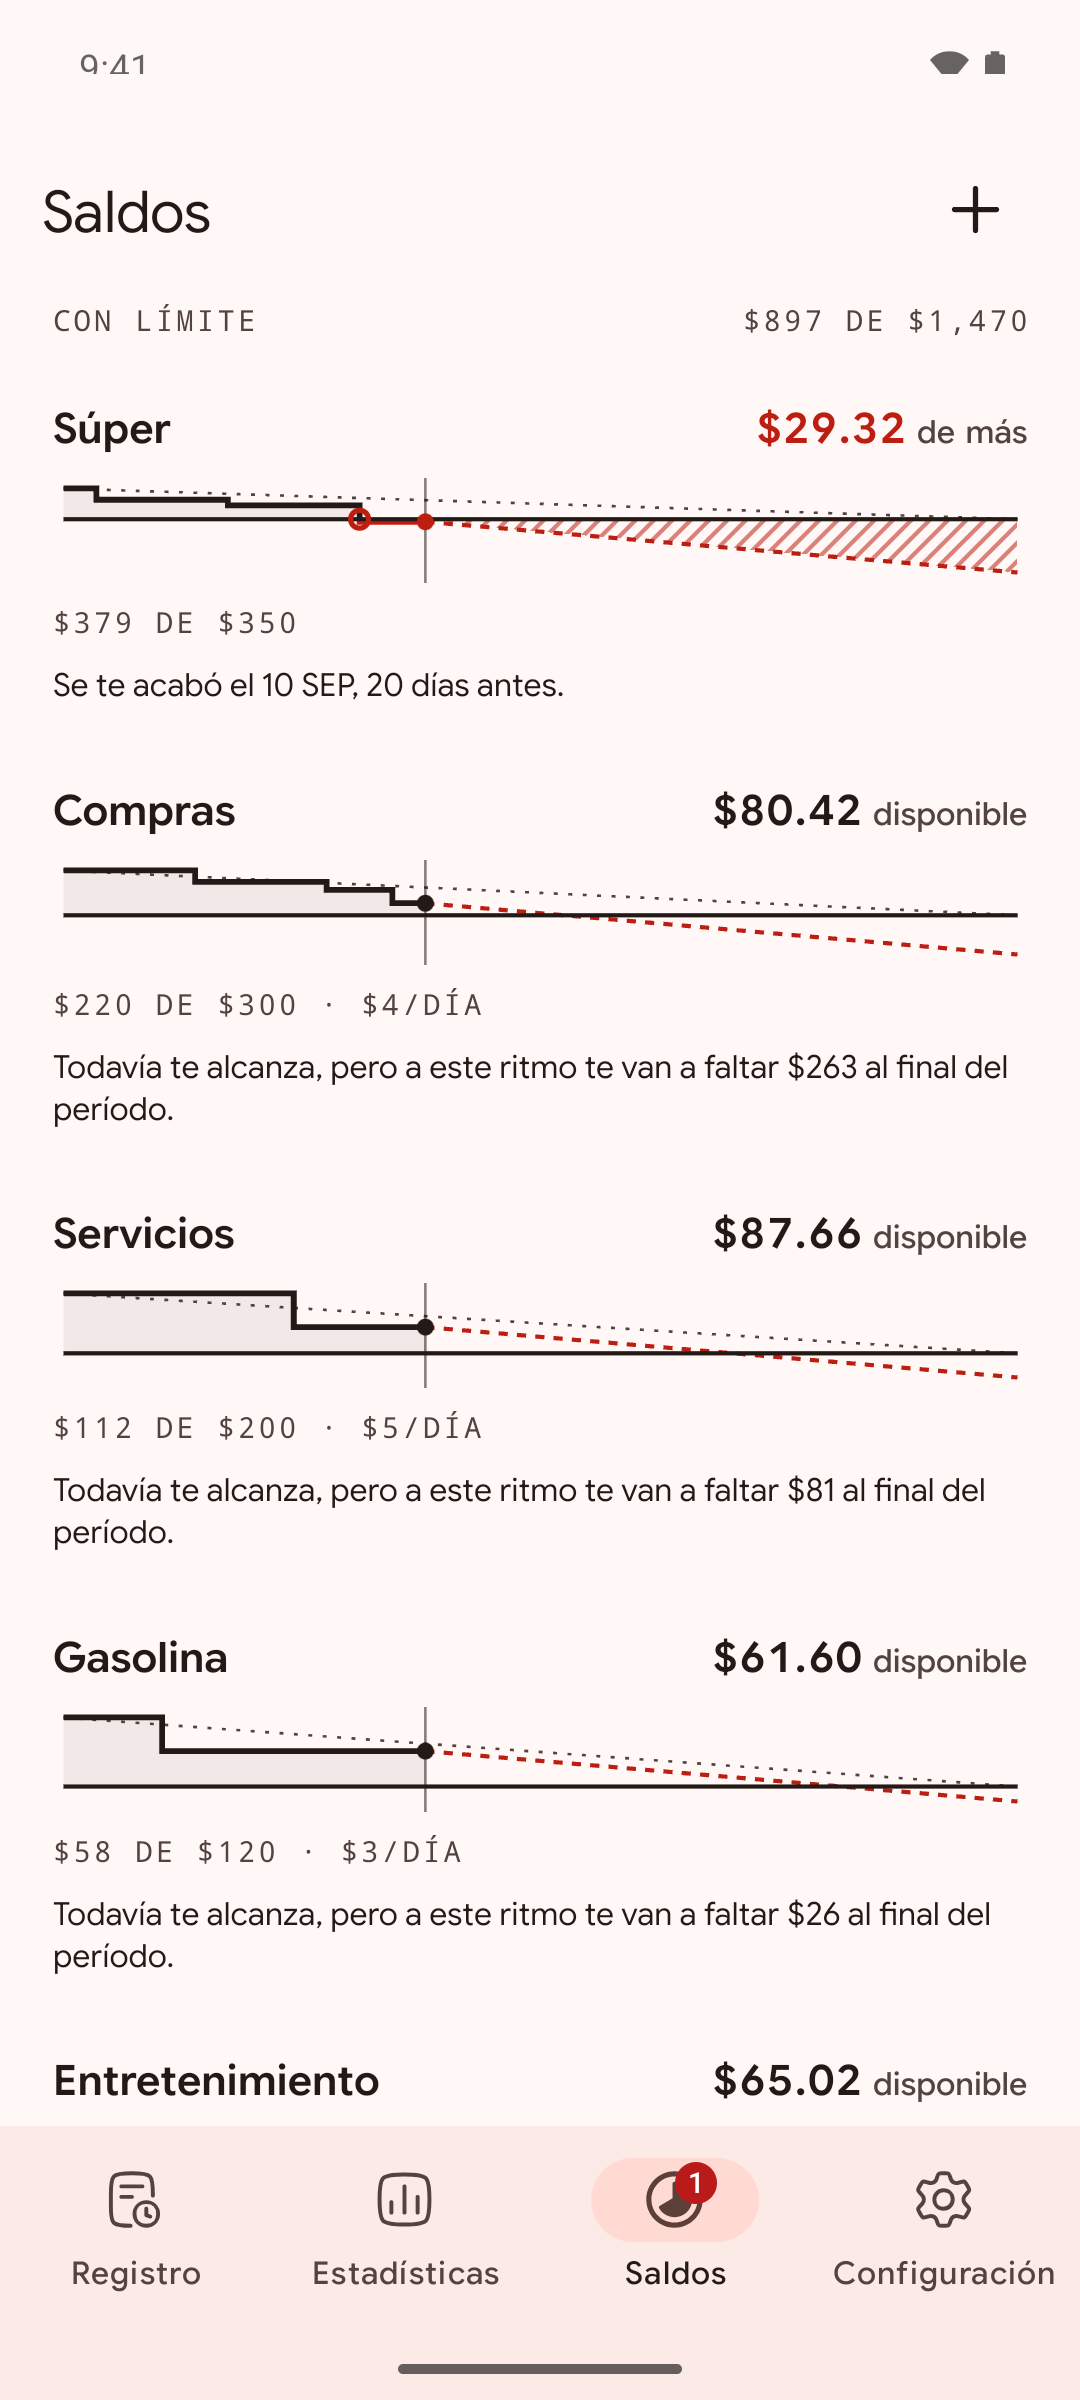 9:41
Saldos
CON LÍMITE $897 DE $1,470
Súper $29.32 de más
$379 DE $350
Se te acabó el 10 SEP, 20 días antes.
Compras $80.42 disponible
$220 DE $300 · $4/DÍA
Todavía te alcanza, pero a este ritmo te van a faltar $263 al final del
período.
Servicios $87.66 disponible
$112 DE $200 · $5/DÍA
Todavía te alcanza, pero a este ritmo te van a faltar $81 al final del
período.
Gasolina $61.60 disponible
$58 DE $120 · $3/DÍA
Todavía te alcanza, pero a este ritmo te van a faltar $26 al final del
período.
Entretenimiento $65.02 disponible
1
Registro Estadísticas Saldos Configuración